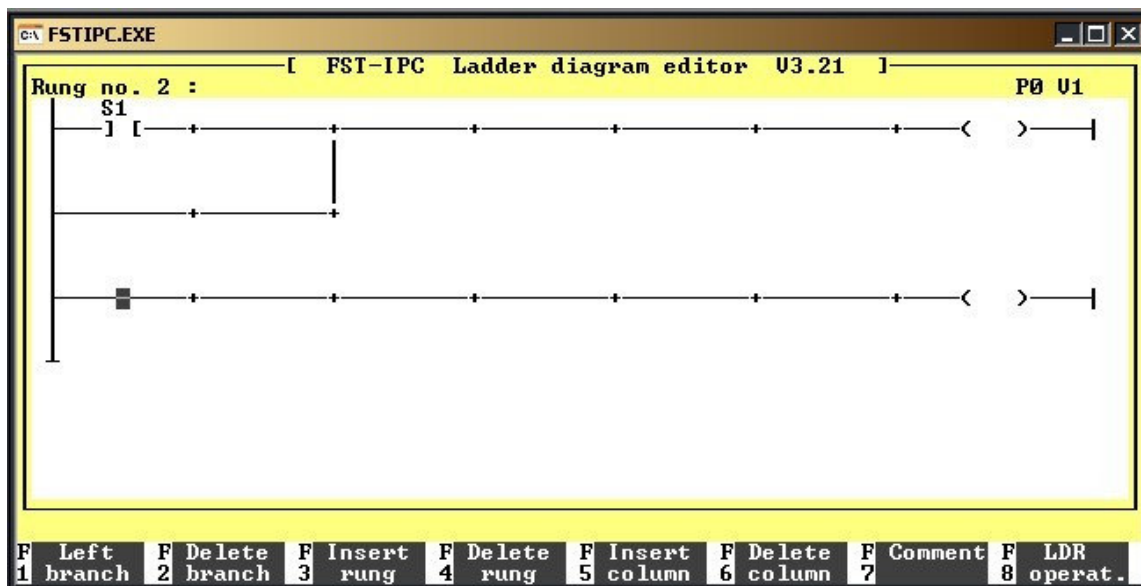 FSTIPC.EXE
[ FST-IPC Ladder diagram editor V3.21 ]
Rung no. 2 : P0 V1
S1
F1 Left branch F2 Delete branch F3 Insert rung F4 Delete rung F5 Insert column F6 Delete column F7 Comment F8 LDR operat.